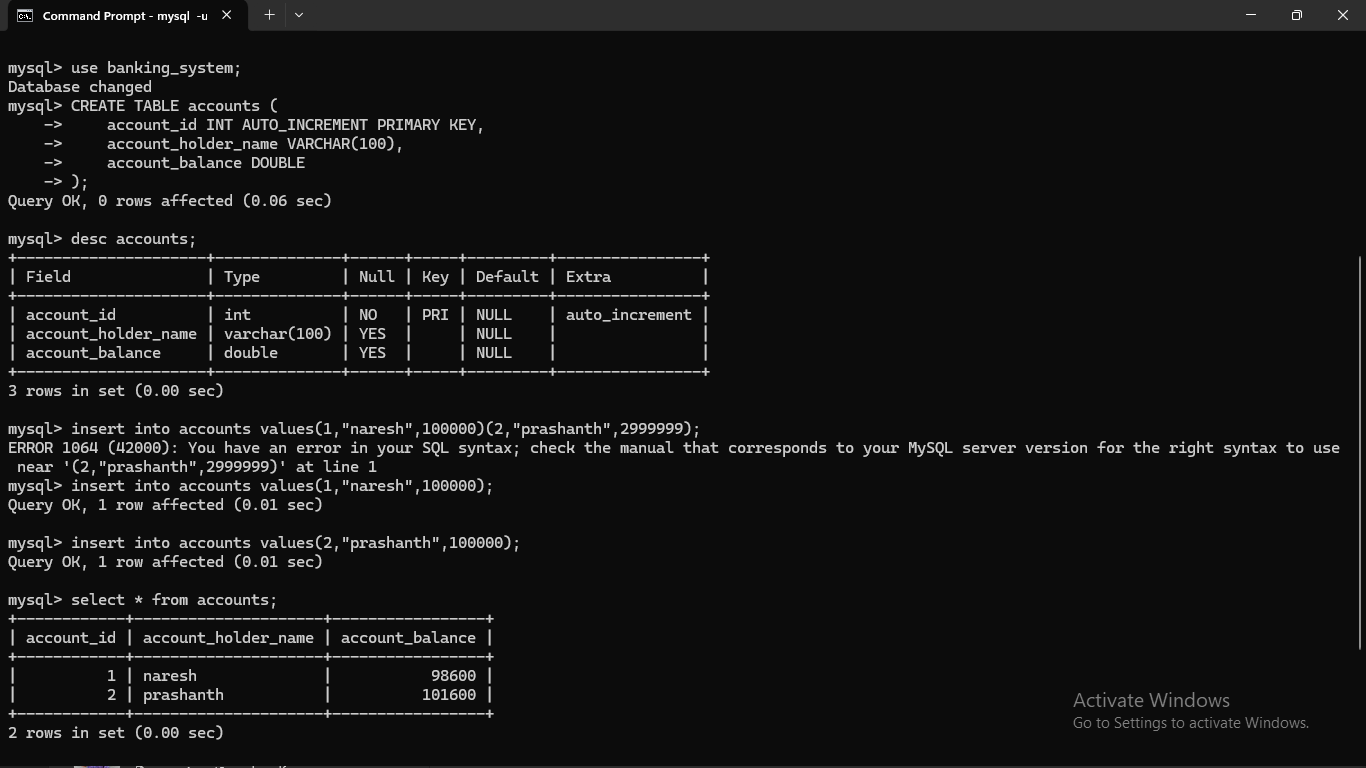 Command Prompt - mysql -u
mysql> use banking_system;
Database changed
mysql> CREATE TABLE accounts (
    ->     account_id INT AUTO_INCREMENT PRIMARY KEY,
    ->     account_holder_name VARCHAR(100),
    ->     account_balance DOUBLE
    -> );
Query OK, 0 rows affected (0.06 sec)
mysql> desc accounts;
+---------------------+--------------+------+-----+---------+----------------+
| Field               | Type         | Null | Key | Default | Extra          |
+---------------------+--------------+------+-----+---------+----------------+
| account_id          | int          | NO   | PRI | NULL    | auto_increment |
| account_holder_name | varchar(100) | YES  |     | NULL    |                |
| account_balance     | double       | YES  |     | NULL    |                |
+---------------------+--------------+------+-----+---------+----------------+
3 rows in set (0.00 sec)
mysql> insert into accounts values(1,"naresh",100000)(2,"prashanth",2999999);
ERROR 1064 (42000): You have an error in your SQL syntax; check the manual that corresponds to your MySQL server version for the right syntax to use
 near '(2,"prashanth",2999999)' at line 1
mysql> insert into accounts values(1,"naresh",100000);
Query OK, 1 row affected (0.01 sec)
mysql> insert into accounts values(2,"prashanth",100000);
Query OK, 1 row affected (0.01 sec)
mysql> select * from accounts;
+------------+---------------------+-----------------+
| account_id | account_holder_name | account_balance |
+------------+---------------------+-----------------+
|          1 | naresh              |           98600 |
|          2 | prashanth           |          101600 |
+------------+---------------------+-----------------+
2 rows in set (0.00 sec)
Activate Windows
Go to Settings to activate Windows.